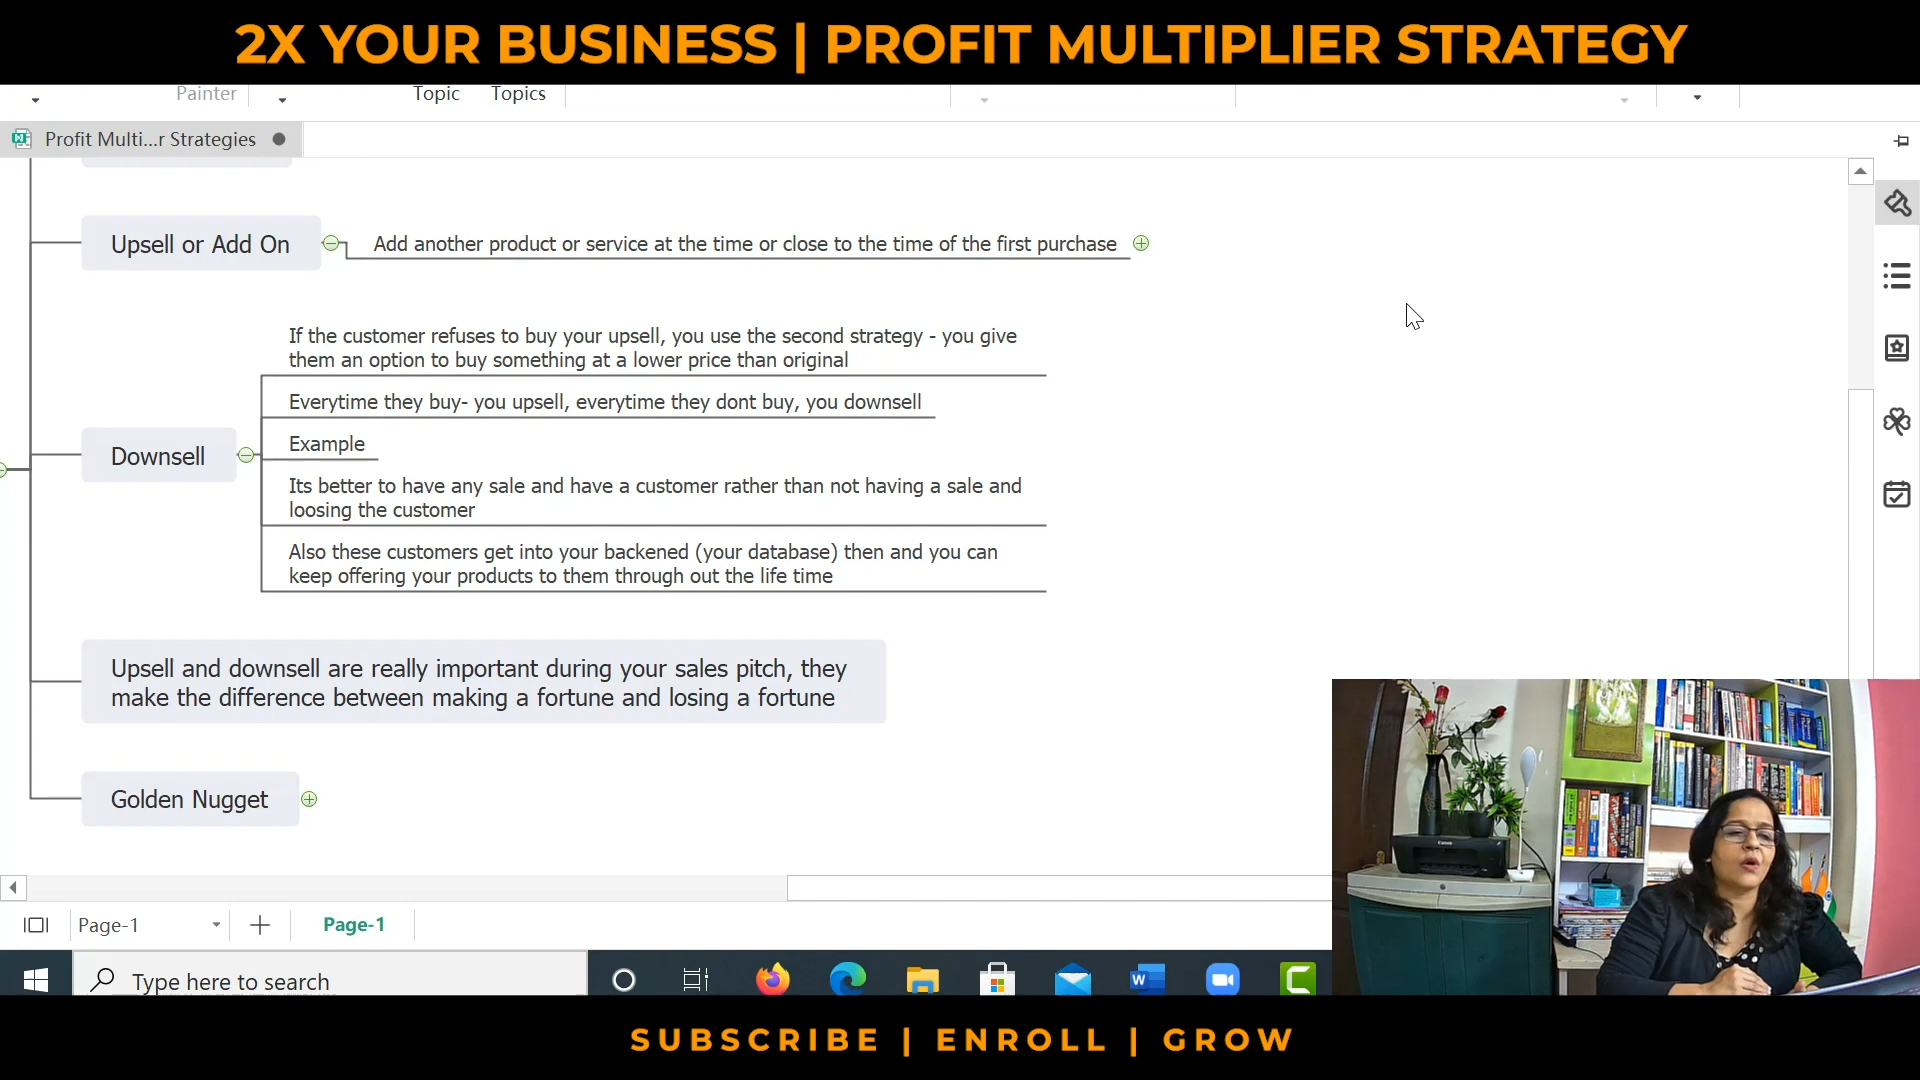 2X YOUR BUSINESS | PROFIT MULTIPLIER STRATEGY
Painter
Topic
Topics
Profit Multi...r Strategies
Upsell or Add On
Add another product or service at the time or close to the time of the first purchase
If the customer refuses to buy your upsell, you use the second strategy - you give
them an option to buy something at a lower price than original
Everytime they buy- you upsell, everytime they dont buy, you downsell
Downsell
Example
Its better to have any sale and have a customer rather than not having a sale and
loosing the customer
Also these customers get into your backened (your database) then and you can
keep offering your products to them through out the life time
Upsell and downsell are really important during your sales pitch, they
make the difference between making a fortune and losing a fortune
Golden Nugget
Page-1
Page-1
Type here to search
Canon
SUBSCRIBE | ENROLL | GROW